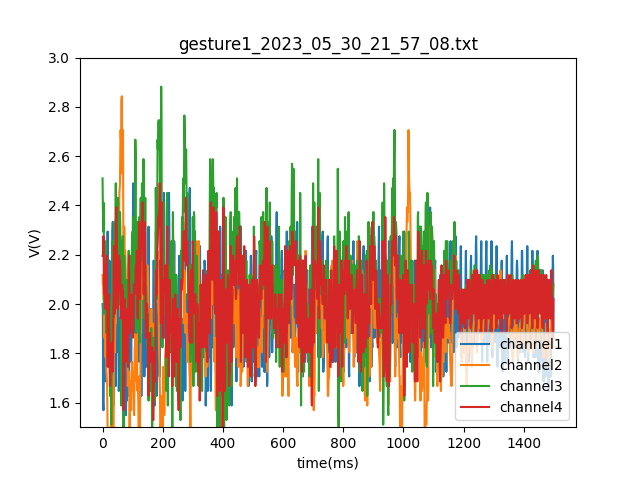 gesture1_2023_05_30_21_57_08.txt
3.0
2.8
2.6
2.4
2.2
2.0
1.8
1.6
V(V)
channel1
channel2
channel3
channel4
0 200 400 600 800 1000 1200 1400
time(ms)